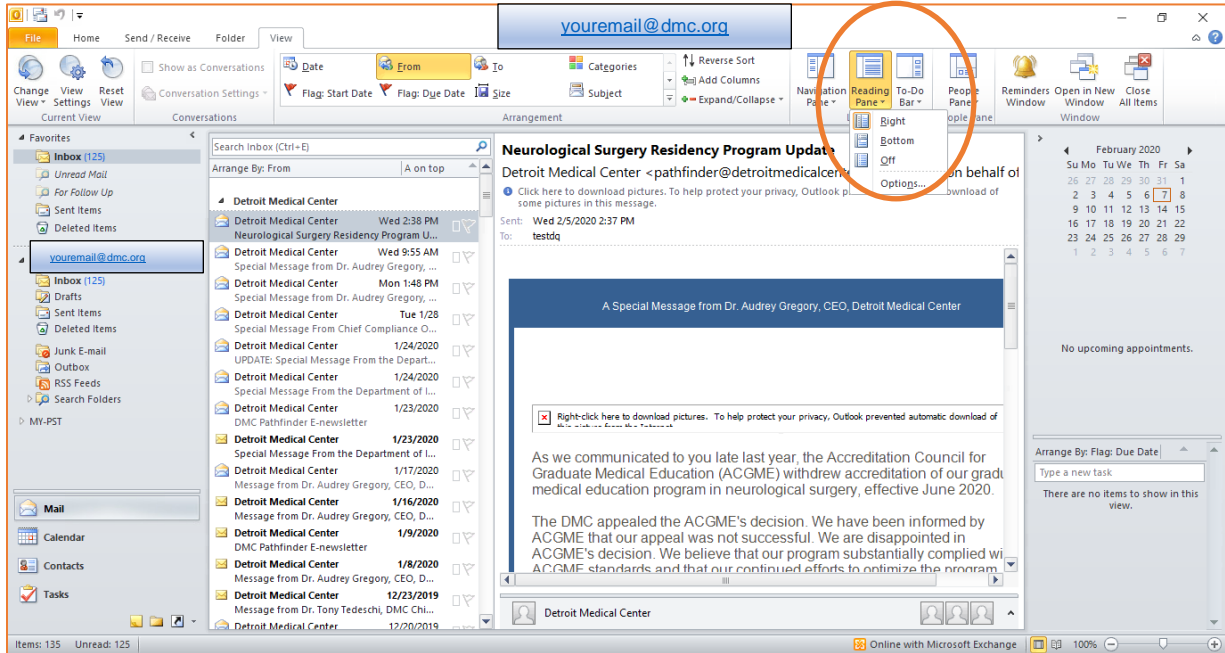 youremail@dmc.org
File Home Send / Receive Folder View
Change View
View Settings
Reset View
Current View
Show as Conversations
Conversation Settings
Conversations
Date From To Categories
Flag: Start Date Flag: Due Date Size Subject
Arrangement
Reverse Sort
Add Columns
Expand/Collapse
Navigation Pane
Reading Pane
To-Do Bar
People Pane
People Pane
Right
Bottom
Off
Options...
Reminders Window
Open in New Window
Close All Items
Window
Favorites
Inbox (125)
Unread Mail
For Follow Up
Sent Items
Deleted Items
youremail@dmc.org
Inbox (125)
Drafts
Sent Items
Deleted Items
Junk E-mail
Outbox
RSS Feeds
Search Folders
MY-PST
Mail
Calendar
Contacts
Tasks
Search Inbox (Ctrl+E)
Arrange By: From A on top
Detroit Medical Center
Detroit Medical Center Wed 2:38 PM
Neurological Surgery Residency Program U...
Detroit Medical Center Wed 9:55 AM
Special Message from Dr. Audrey Gregory, ...
Detroit Medical Center Mon 1:48 PM
Special Message from Dr. Audrey Gregory, ...
Detroit Medical Center Tue 1/28
Special Message From Chief Compliance O...
Detroit Medical Center 1/24/2020
UPDATE: Special Message From the Depart...
Detroit Medical Center 1/24/2020
Special Message From the Department of I...
Detroit Medical Center 1/23/2020
DMC Pathfinder E-newsletter
Detroit Medical Center 1/23/2020
Special Message From the Department of I...
Detroit Medical Center 1/17/2020
Message from Dr. Audrey Gregory, CEO, D...
Detroit Medical Center 1/16/2020
Message from Dr. Audrey Gregory, CEO, D...
Detroit Medical Center 1/9/2020
DMC Pathfinder E-newsletter
Detroit Medical Center 1/8/2020
Message from Dr. Audrey Gregory, CEO, D...
Detroit Medical Center 12/23/2019
Message from Dr. Tony Tedeschi, DMC Chi...
Detroit Medical Center 12/20/2019
Neurological Surgery Residency Program Update
Detroit Medical Center <pathfinder@detroitmedicalcent on behalf of
Click here to download pictures. To help protect your privacy, Outlook p ownload of
some pictures in this message.
Sent: Wed 2/5/2020 2:37 PM
To: testdq
A Special Message from Dr. Audrey Gregory, CEO, Detroit Medical Center
Right-click here to download pictures. To help protect your privacy, Outlook prevented automatic download of
this picture from the Internet.
As we communicated to you late last year, the Accreditation Council for
Graduate Medical Education (ACGME) withdrew accreditation of our gradu
medical education program in neurological surgery, effective June 2020.
The DMC appealed the ACGME's decision. We have been informed by
ACGME that our appeal was not successful. We are disappointed in
ACGME's decision. We believe that our program substantially complied wi
ACGME standards and that our continued efforts to optimize the program
Detroit Medical Center
February 2020
Su Mo Tu We Th Fr Sa
26 27 28 29 30 31 1
2 3 4 5 6 7 8
9 10 11 12 13 14 15
16 17 18 19 20 21 22
23 24 25 26 27 28 29
1 2 3 4 5 6 7
No upcoming appointments.
Arrange By: Flag: Due Date
Type a new task
There are no items to show in this
view.
Items: 135 Unread: 125
Online with Microsoft Exchange
100%